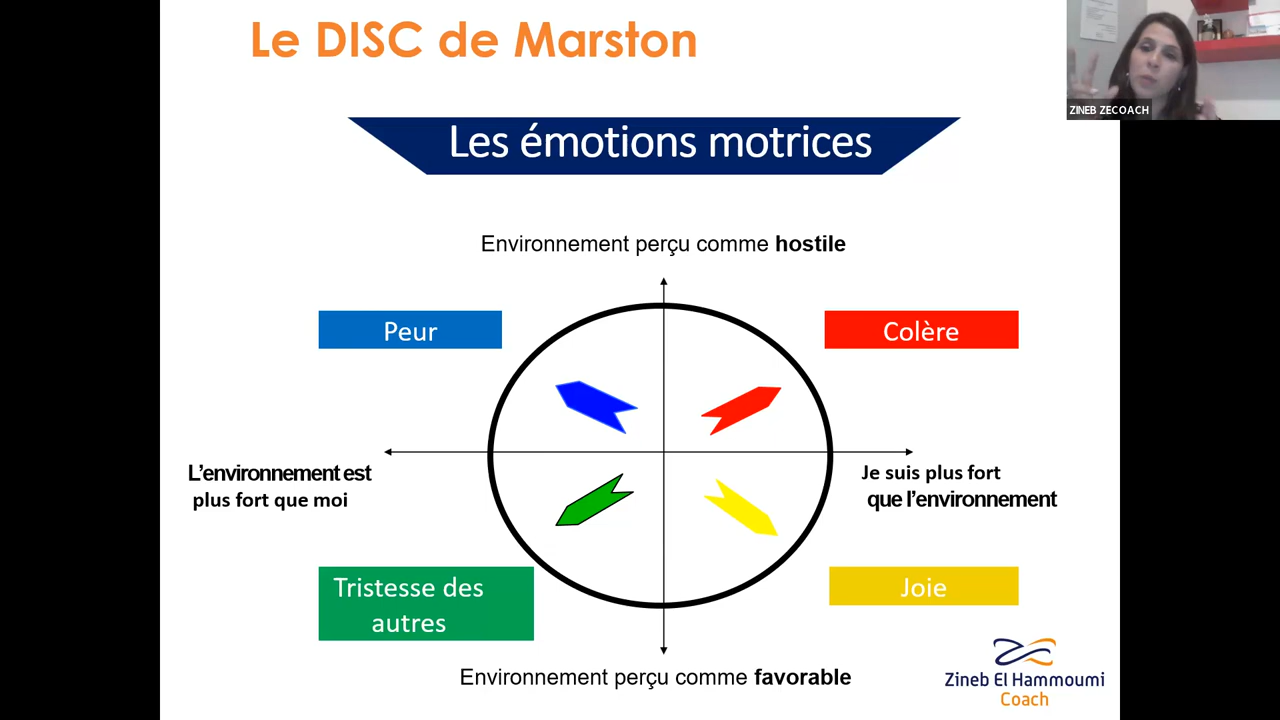 Le DISC de Marston
ZINEB ZECOACH
Les émotions motrices
Environnement perçu comme hostile
Peur
Colère
L'environnement est
plus fort que moi
Je suis plus fort
que l'environnement
Tristesse des
autres
Joie
Environnement perçu comme favorable
Zineb El Hammoumi
Coach